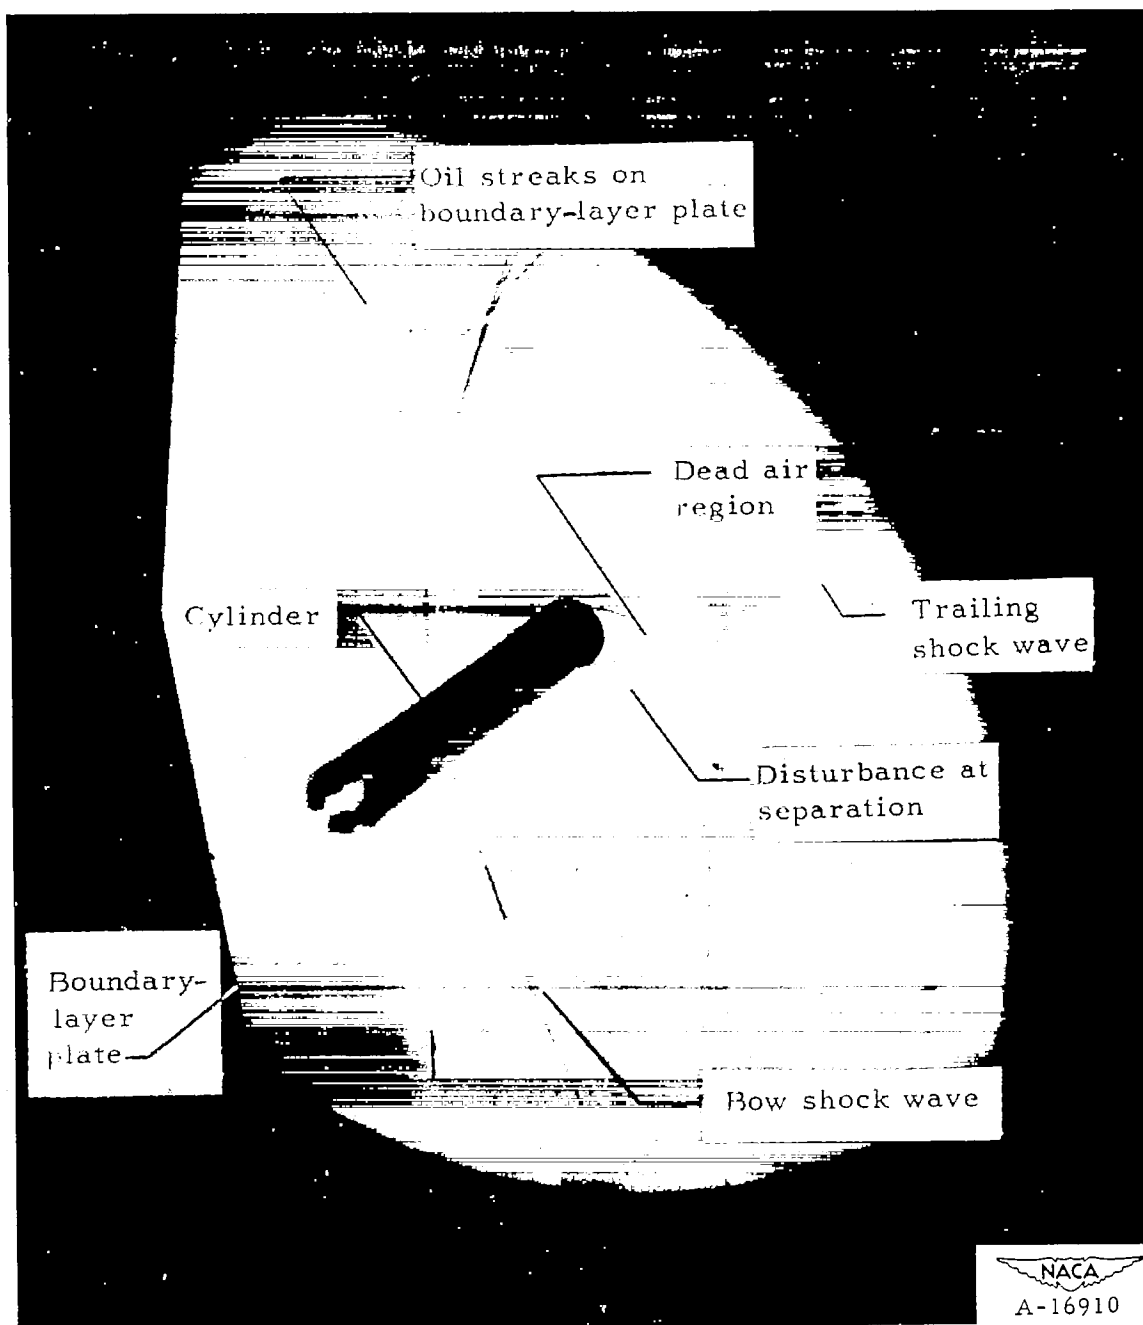 Oil streaks on
boundary-layer plate
Dead air
region
Cylinder
Trailing
shock wave
Disturbance at
separation
Boundary-
layer
plate
Bow shock wave
NACA
A-16910